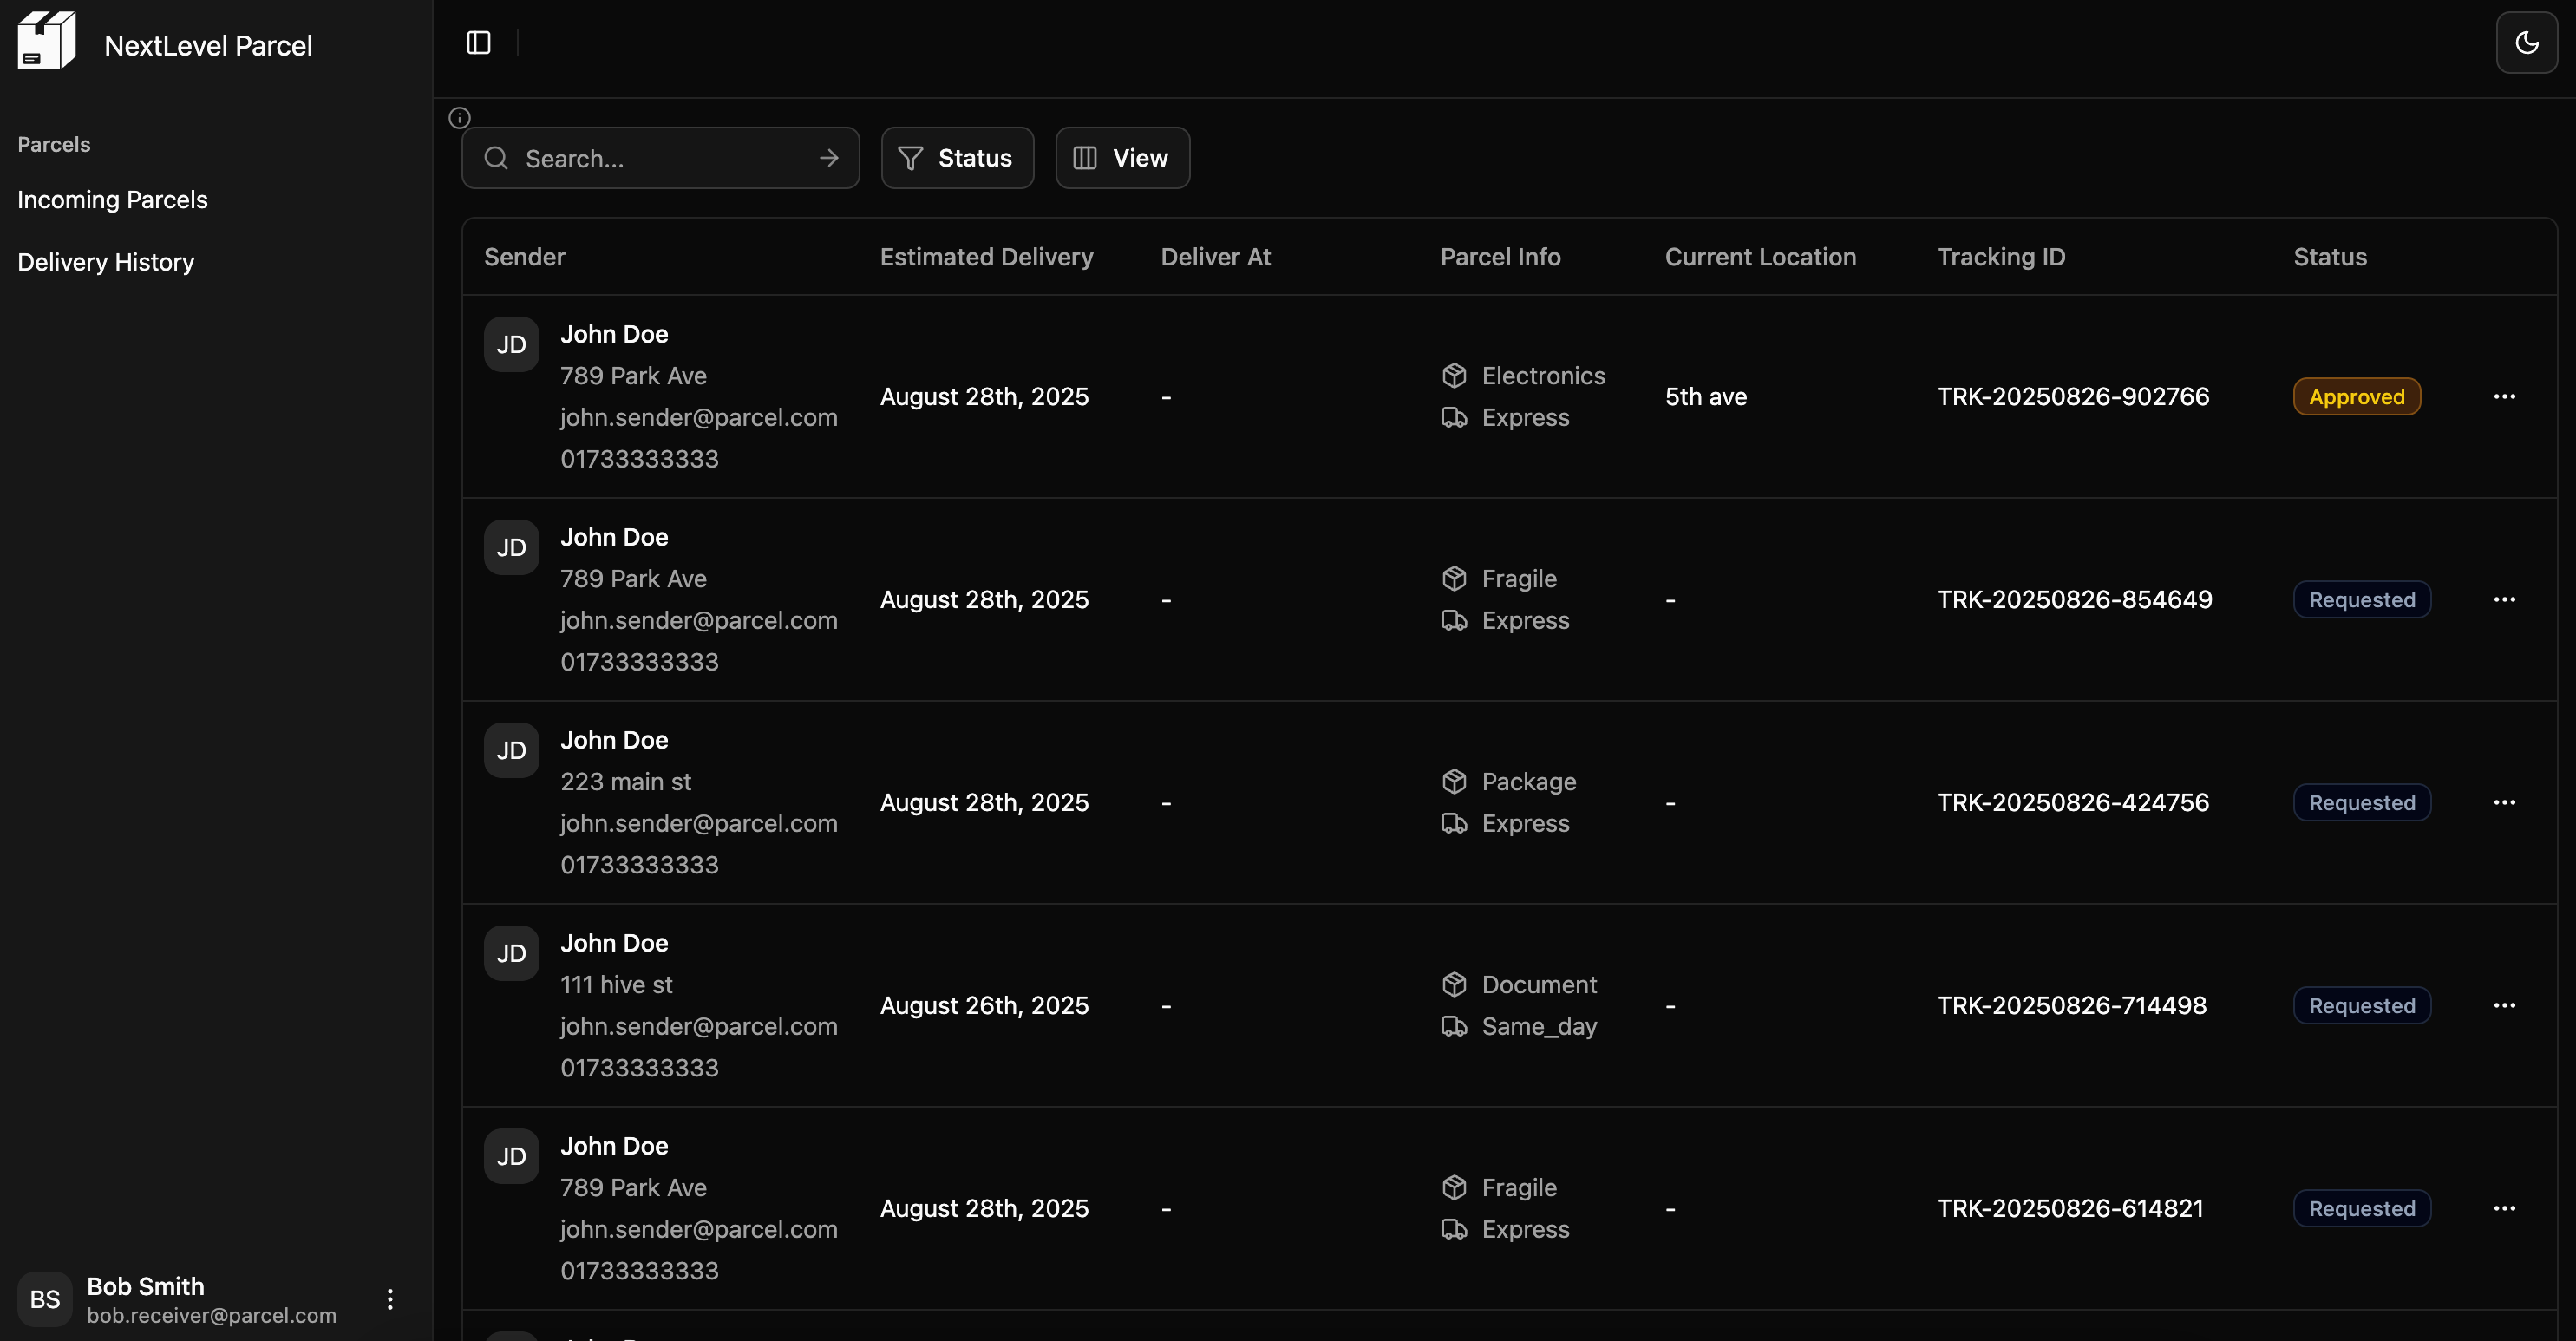 NextLevel Parcel
Parcels
Incoming Parcels
Delivery History
Search...
Status
View
Sender Estimated Delivery Deliver At Parcel Info Current Location Tracking ID Status
JD
John Doe
789 Park Ave
john.sender@parcel.com
01733333333
August 28th, 2025
-
Electronics
Express
5th ave
TRK-20250826-902766
Approved
JD
John Doe
789 Park Ave
john.sender@parcel.com
01733333333
August 28th, 2025
-
Fragile
Express
-
TRK-20250826-854649
Requested
JD
John Doe
223 main st
john.sender@parcel.com
01733333333
August 28th, 2025
-
Package
Express
-
TRK-20250826-424756
Requested
JD
John Doe
111 hive st
john.sender@parcel.com
01733333333
August 26th, 2025
-
Document
Same_day
-
TRK-20250826-714498
Requested
JD
John Doe
789 Park Ave
john.sender@parcel.com
01733333333
August 28th, 2025
-
Fragile
Express
-
TRK-20250826-614821
Requested
BS
Bob Smith
bob.receiver@parcel.com